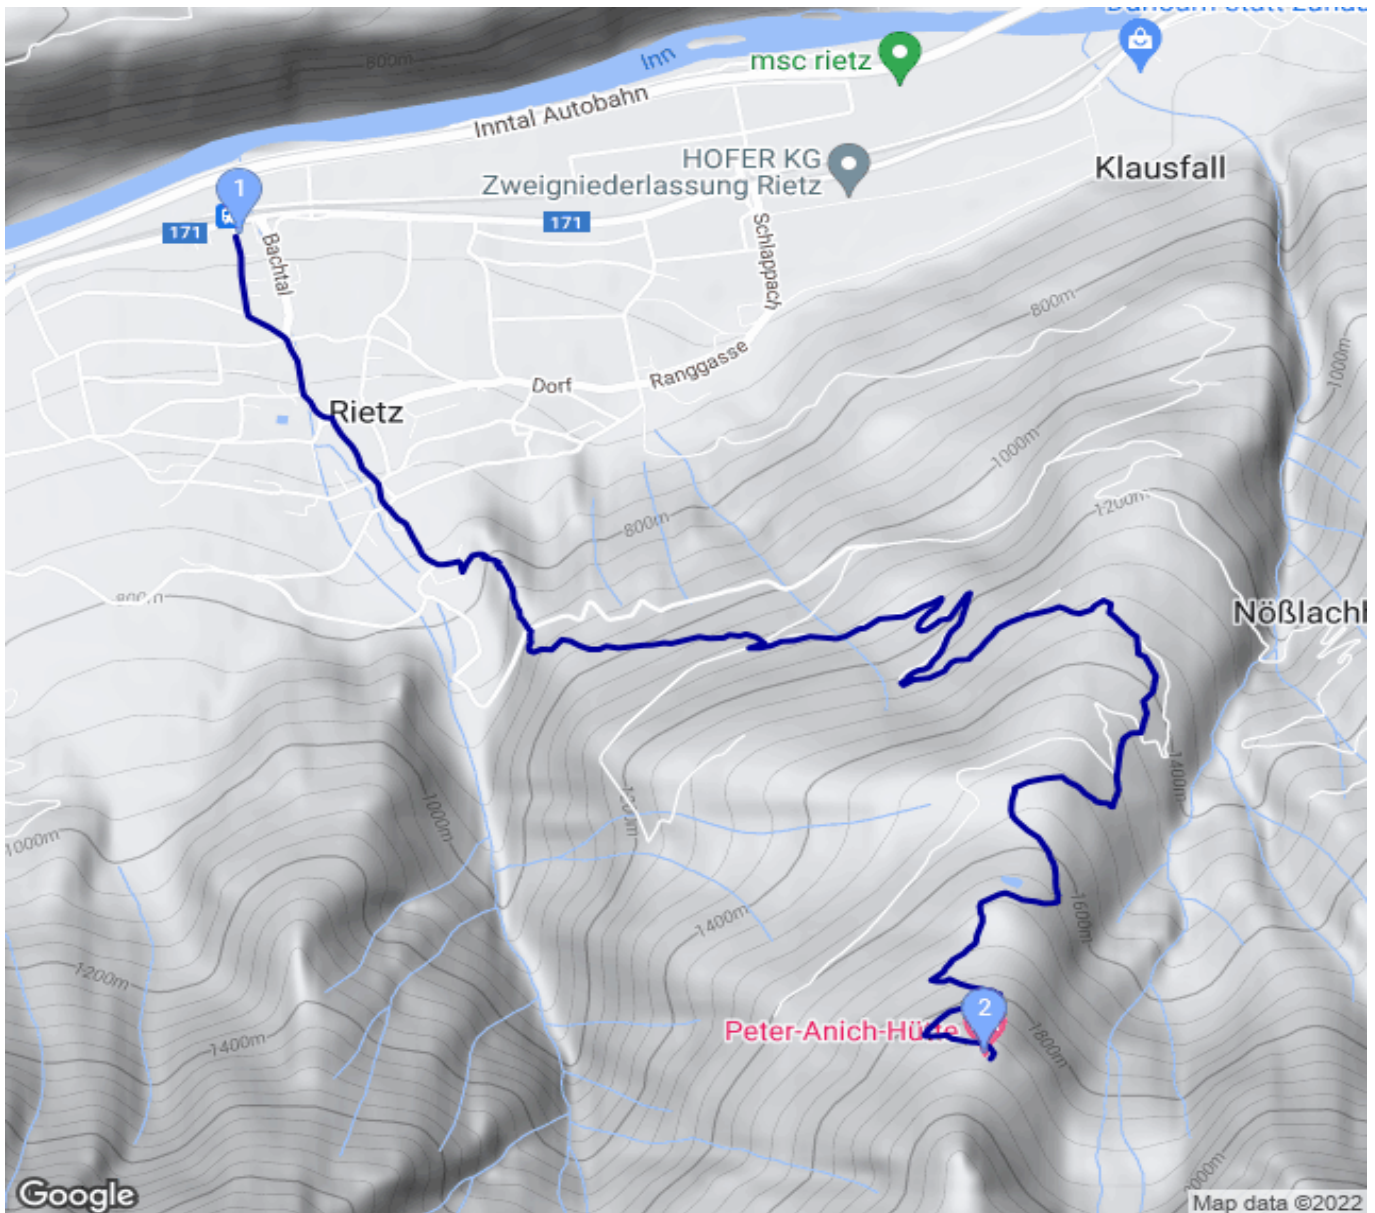 800m
Inn
msc rietz
Inntal Autobahn
HOFER KG
Zweigniederlassung Rietz
Klausfall
1
171
171
Bachtal
Schlappach
800m
1000m
Ranggasse
Dorf
Rietz
1000m
1200m
800m
800m
1400m
1000m
1000m
1400m
1600m
1200m
Peter-Anich-Hütte
2
1800m
1400m
Google
Map data ©2022